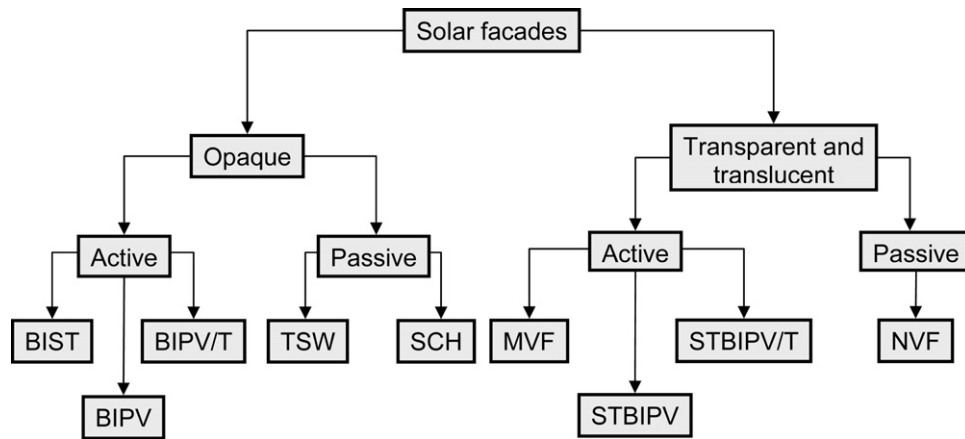 Solar facades
Opaque
Transparent and
translucent
Active
Passive
Active
Passive
BIST
BIPV/T
TSW
SCH
MVF
STBIPV/T
NVF
BIPV
STBIPV